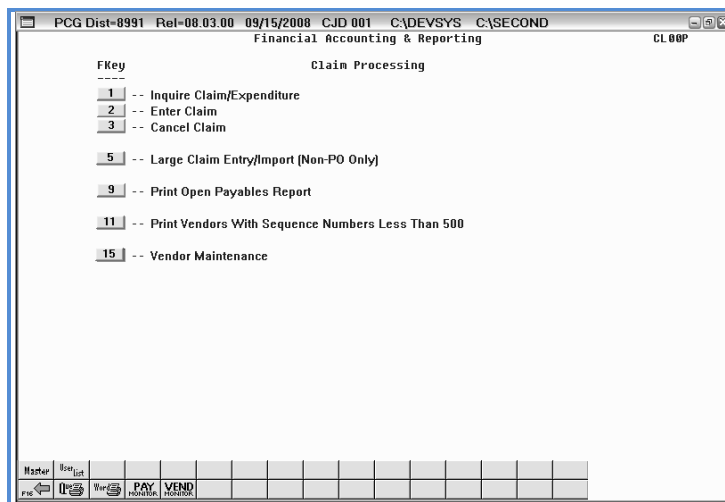 PCG Dist=8991 Rel=08.03.00 09/15/2008 CJD 001 C:\DEVSYS C:\SECOND
Financial Accounting & Reporting CL00P
FKey Claim Processing
----
1 -- Inquire Claim/Expenditure
2 -- Enter Claim
3 -- Cancel Claim
5 -- Large Claim Entry/Import (Non-PO Only)
9 -- Print Open Payables Report
11 -- Print Vendors With Sequence Numbers Less Than 500
15 -- Vendor Maintenance
Master User List
F16 Word PAY MONITOR VEND MONITOR